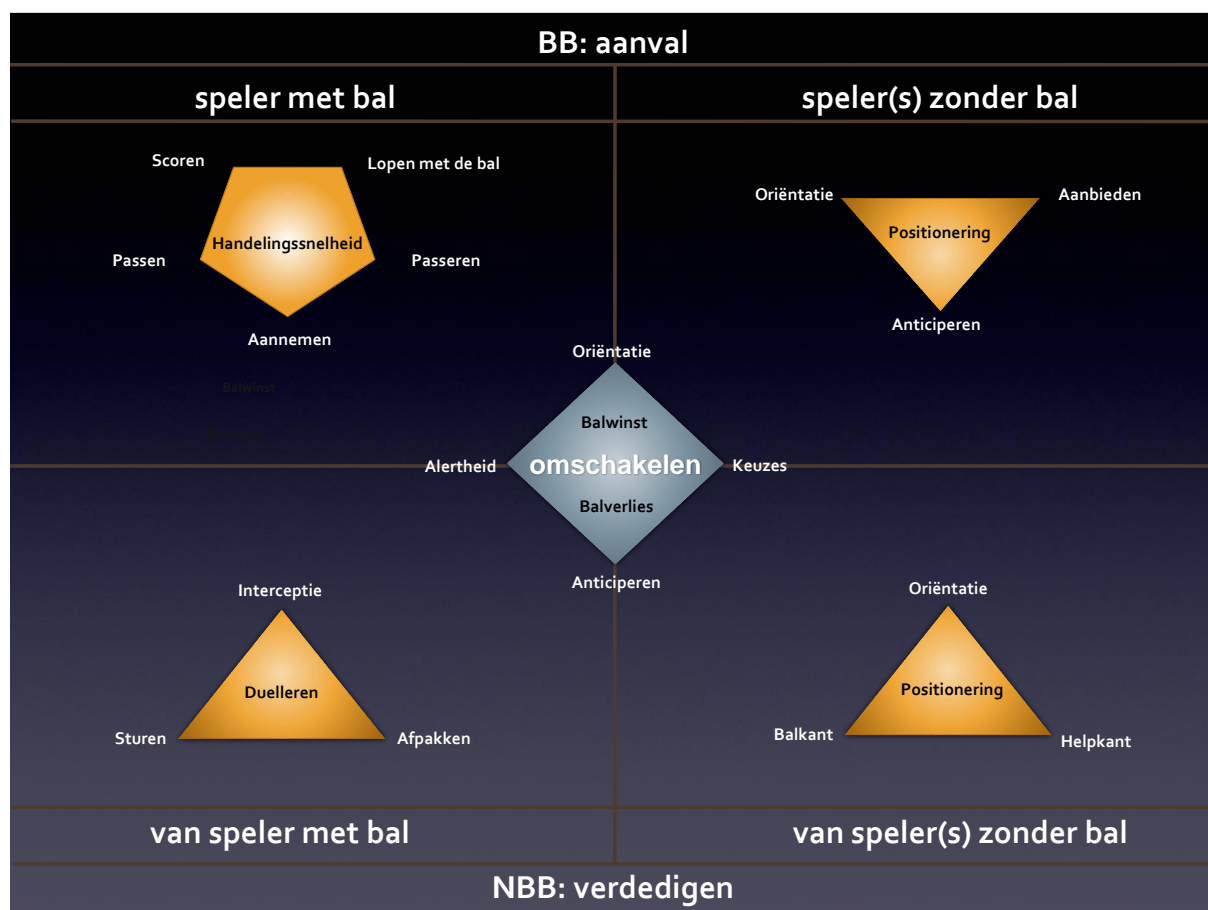 BB: aanval
speler met bal
speler(s) zonder bal
Scoren
Lopen met de bal
Handelingssnelheid
Passen
Passeren
Aannemen
Balwinst
Oriëntatie
Aanbieden
Positionering
Anticiperen
Oriëntatie
Balwinst
Alertheid
omschakelen
Keuzes
Balverlies
Anticiperen
Interceptie
Duelleren
Sturen
Afpakken
Oriëntatie
Positionering
Balkant
Helpkant
van speler met bal
van speler(s) zonder bal
NBB: verdedigen